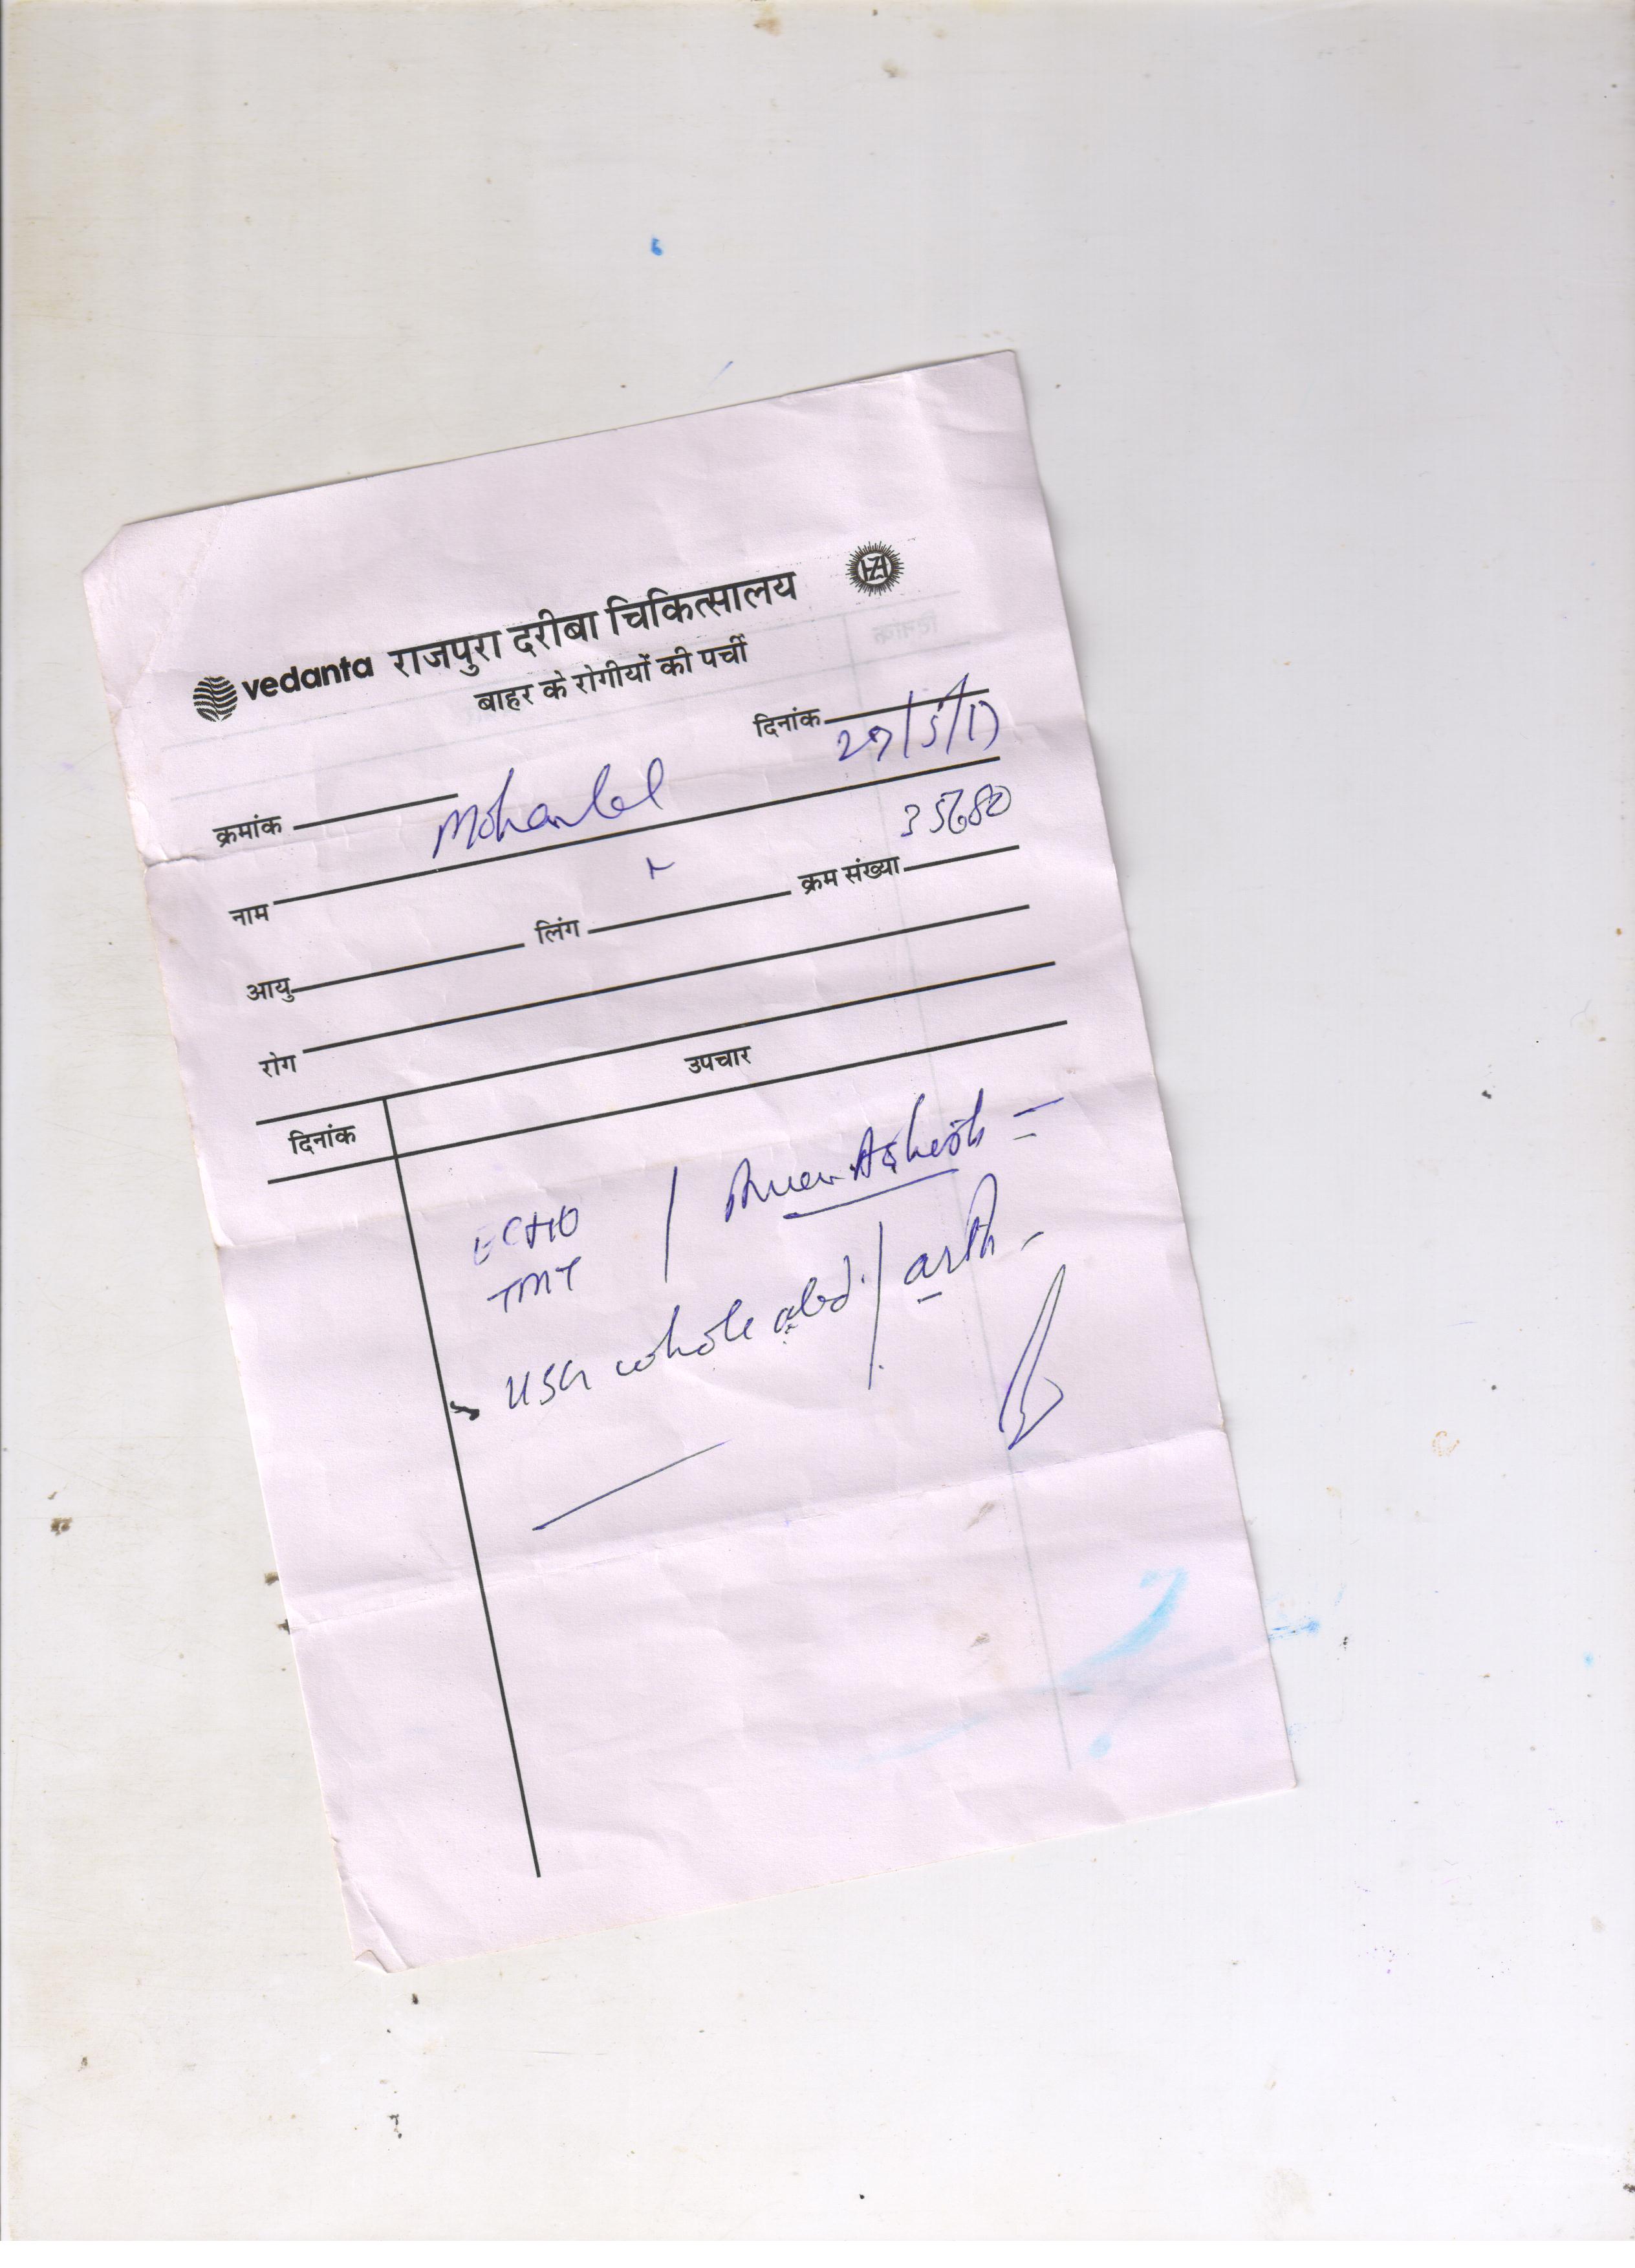 vedanta राजपुरा दरीबा चिकित्सालय
बाहर के रोगीयों की पर्ची
दिनांक 29/5/17
क्रमांक
नाम Mohanlal
आयु लिंग क्रम संख्या 35680
रोग
दिनांक उपचार
ECHO /
TMT
USG whole abd. / arth -
दिनांक